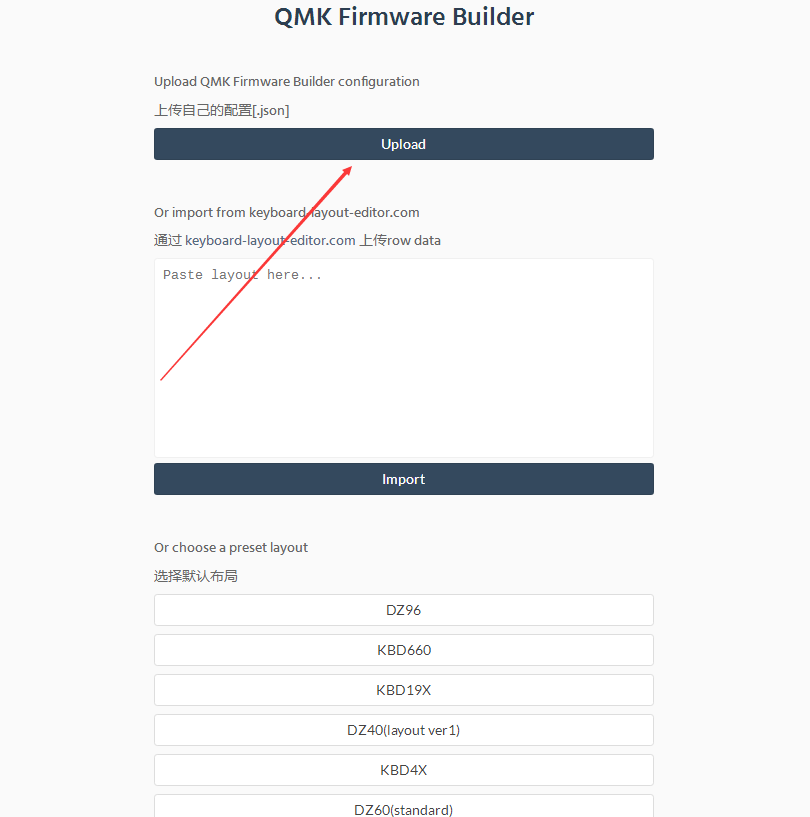 QMK Firmware Builder
Upload QMK Firmware Builder configuration
上传自己的配置[.json]
Upload
Or import from keyboard-layout-editor.com
通过 keyboard-layout-editor.com 上传row data
Paste layout here...
Import
Or choose a preset layout
选择默认布局
DZ96
KBD660
KBD19X
DZ40(layout ver1)
KBD4X
DZ60(standard)